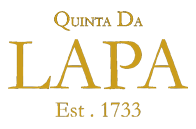 Quinta Da
LAPA
Est . 1733